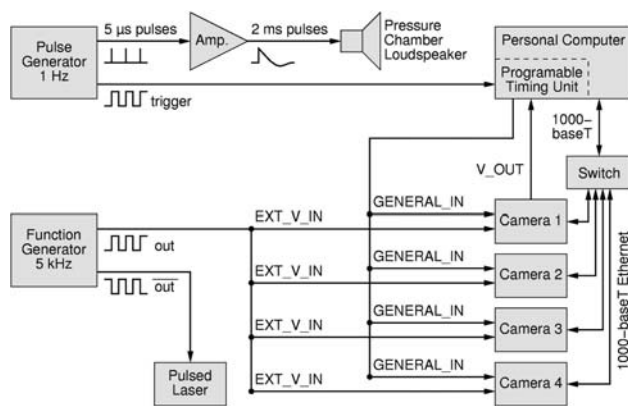 5 µs pulses
2 ms pulses
Pulse
Generator
1 Hz
Amp.
Pressure
Chamber
Loudspeaker
Personal Computer
Programable
Timing Unit
trigger
1000-
baseT
V_OUT
Switch
GENERAL_IN
EXT_V_IN
Camera 1
Function
Generator
5 kHz
out
out
GENERAL_IN
EXT_V_IN
Camera 2
GENERAL_IN
EXT_V_IN
Camera 3
GENERAL_IN
EXT_V_IN
Camera 4
1000-baseT Ethernet
Pulsed
Laser